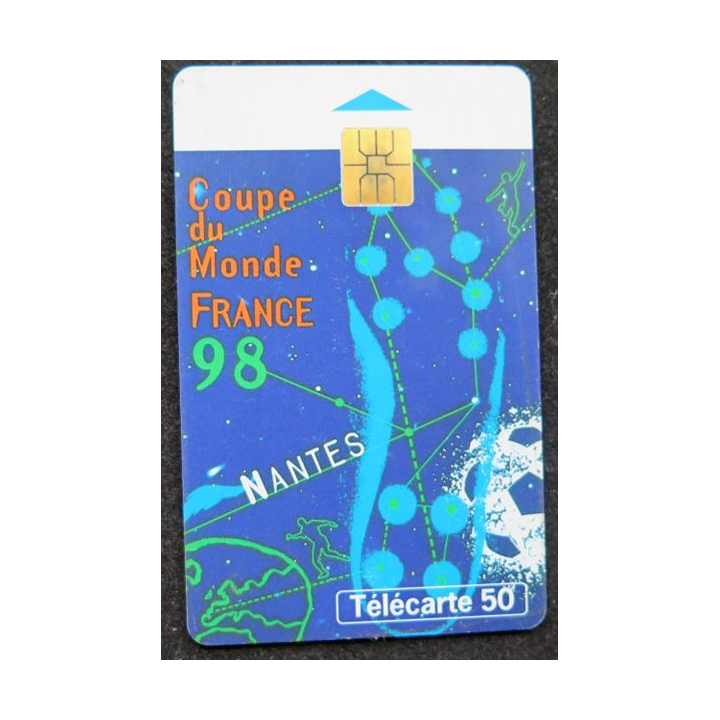 Coupe
du
Monde
FRANCE
98
NANTES
Télécarte 50